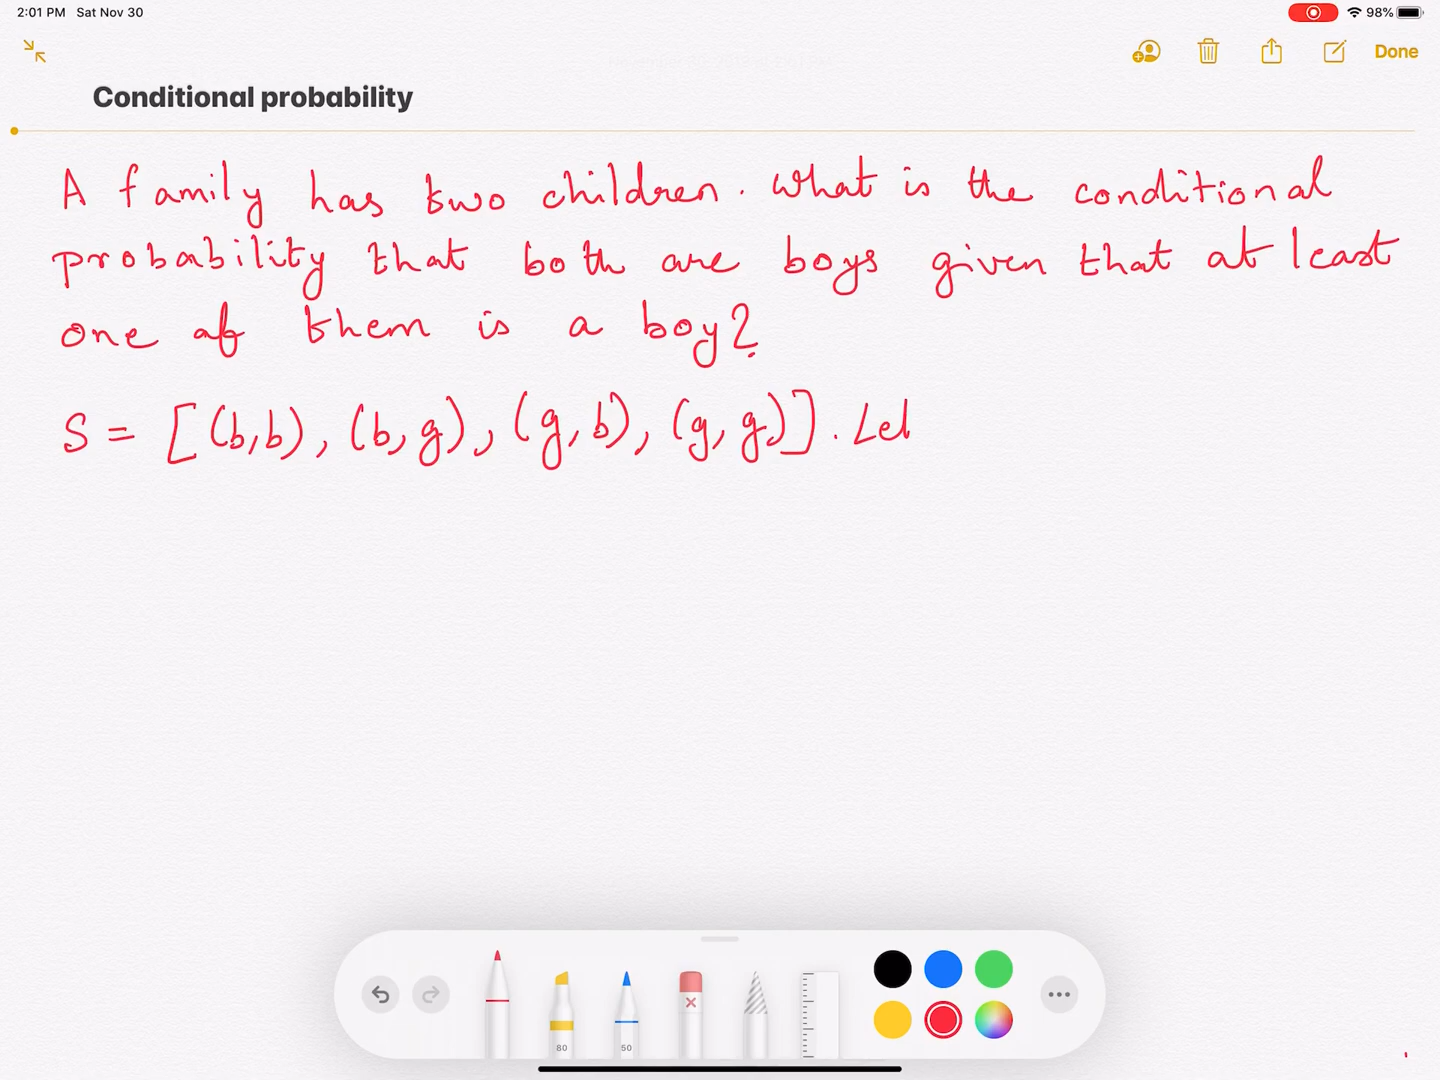 2:01 PM Sat Nov 30
98%
Done
Conditional probability
A family has two children. What is the conditional
probability that both are boys given that at least
one of them is a boy?
S = [(b,b), (b,g), (g,b), (g,g)]. Let
80
50